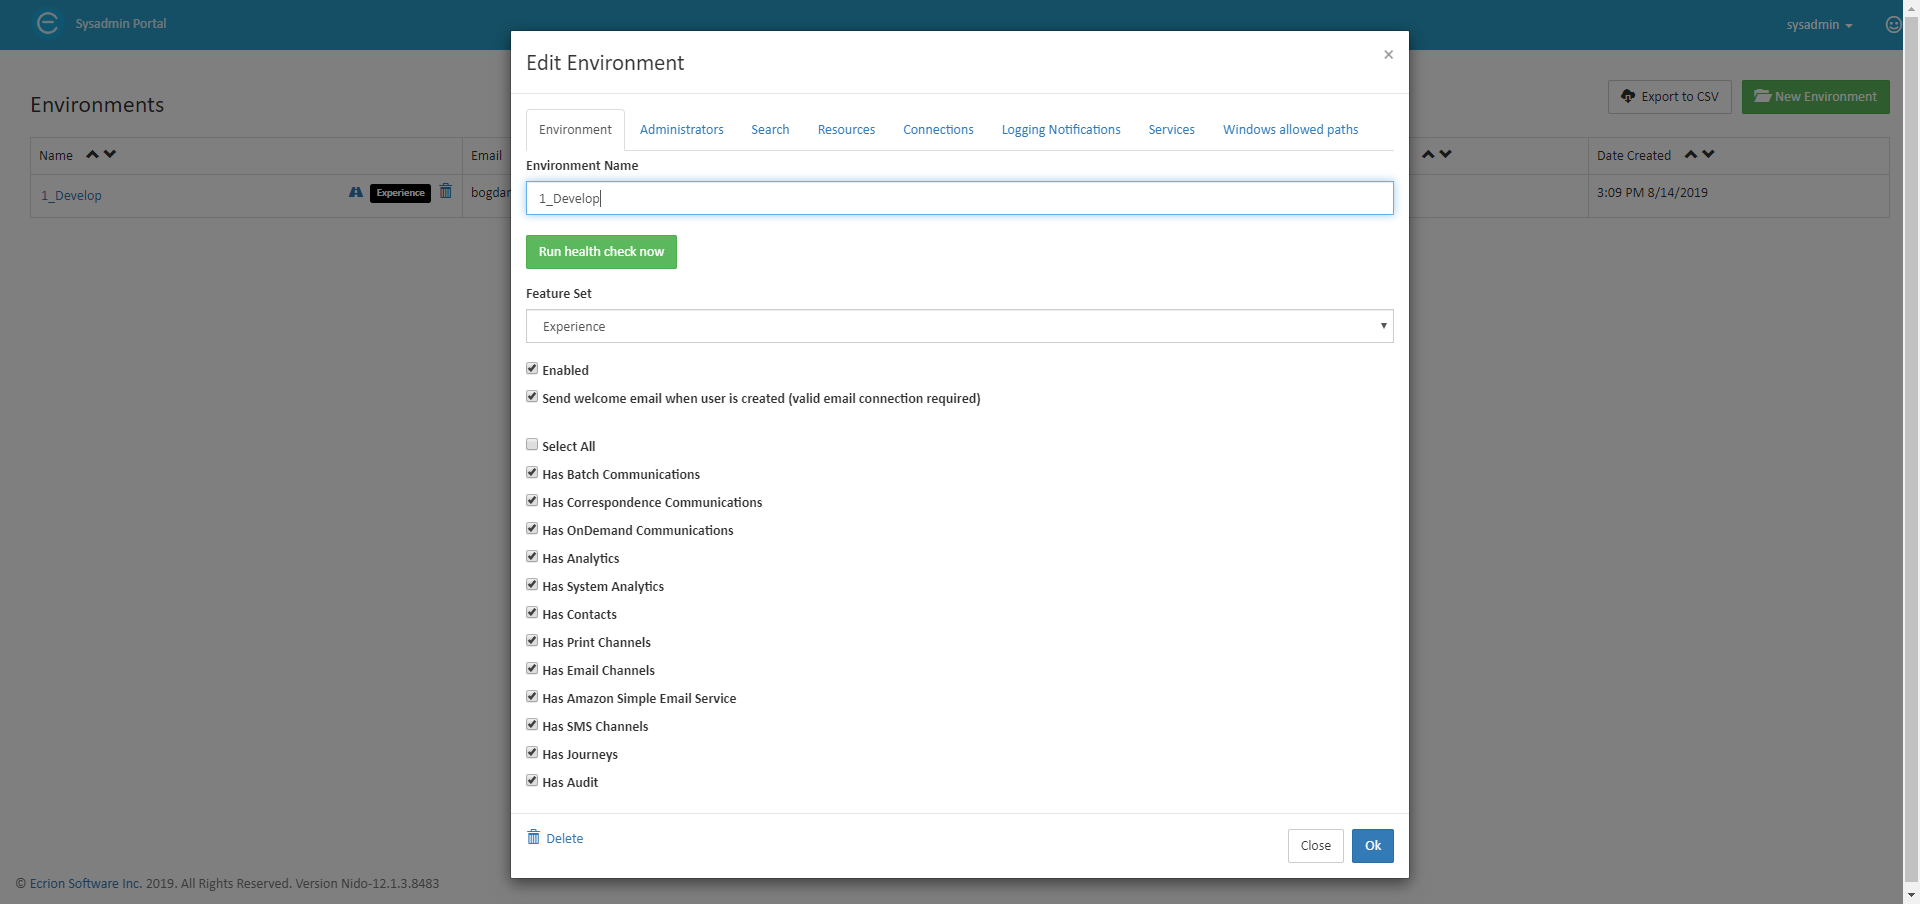 Sysadmin Portal
sysadmin
Edit Environment
×
Environments
Export to CSV
New Environment
Environment
Administrators
Search
Resources
Connections
Logging Notifications
Services
Windows allowed paths
Name
Email
Date Created
Environment Name
1_Develop
Experience
bogdan
1_Develop
3:09 PM 8/14/2019
Run health check now
Feature Set
Experience
Enabled
Send welcome email when user is created (valid email connection required)
Select All
Has Batch Communications
Has Correspondence Communications
Has OnDemand Communications
Has Analytics
Has System Analytics
Has Contacts
Has Print Channels
Has Email Channels
Has Amazon Simple Email Service
Has SMS Channels
Has Journeys
Has Audit
Delete
Close
Ok
© Ecrion Software Inc. 2019. All Rights Reserved. Version Nido-12.1.3.8483